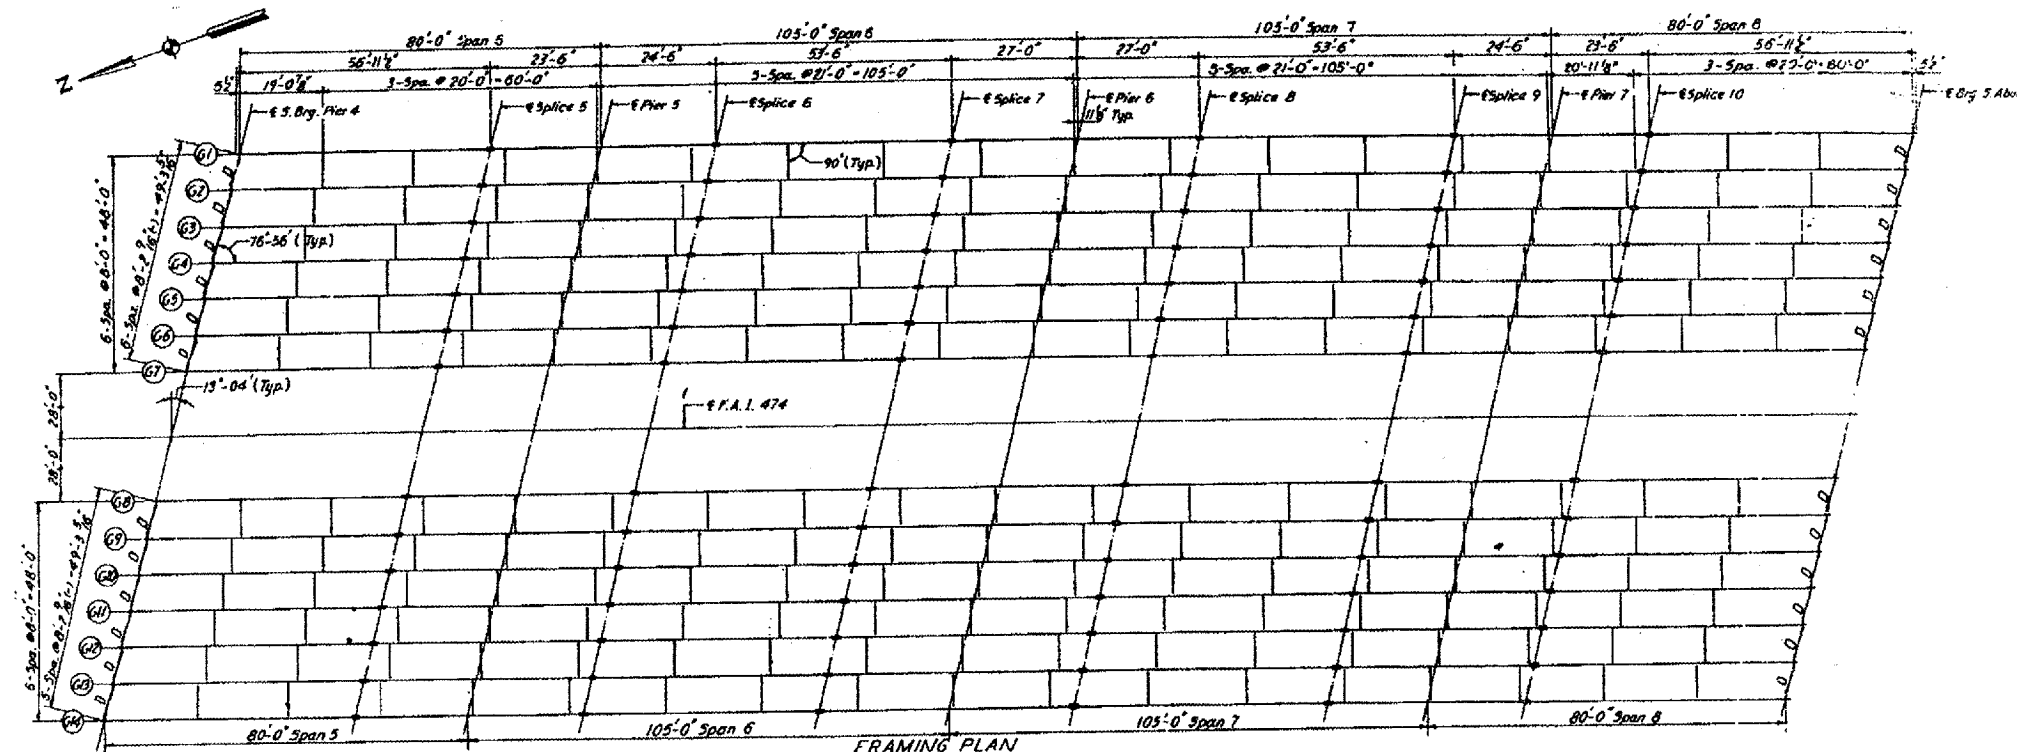 Z
80'-0" Span 5
105'-0" Span 6
105'-0" Span 7
80'-0" Span 8
56'-11½"
23'-6"
24'-6"
53'-6"
27'-0"
27'-0"
53'-6"
24'-6"
23'-6"
56'-11½"
5½"
19'-0⅞"
3-Spa. @ 20'-0" = 60'-0"
5-Spa. @ 21'-0" = 105'-0"
5-Spa. @ 21'-0" = 105'-0"
20'-11⅛"
3-Spa. @ 20'-0" = 60'-0"
5½"
℄ S. Brg. Pier 4
℄ Splice 5
℄ Pier 5
℄ Splice 6
℄ Splice 7
℄ Pier 6
℄ Splice 8
℄ Splice 9
℄ Pier 7
℄ Splice 10
℄ Brg S. Abu
11⅛" Typ.
90° (Typ.)
G1
G2
G3
G4
G5
G6
G7
6-Spa. @ 8'-0" = 48'-0"
76°-56' (Typ.)
13°-04' (Typ.)
28'-0"
28'-0"
℄ F.A.I. 474
G8
G9
G10
G11
G12
G13
G14
6-Spa. @ 8'-0" = 48'-0"
80'-0" Span 5
105'-0" Span 6
105'-0" Span 7
80'-0" Span 8
FRAMING PLAN